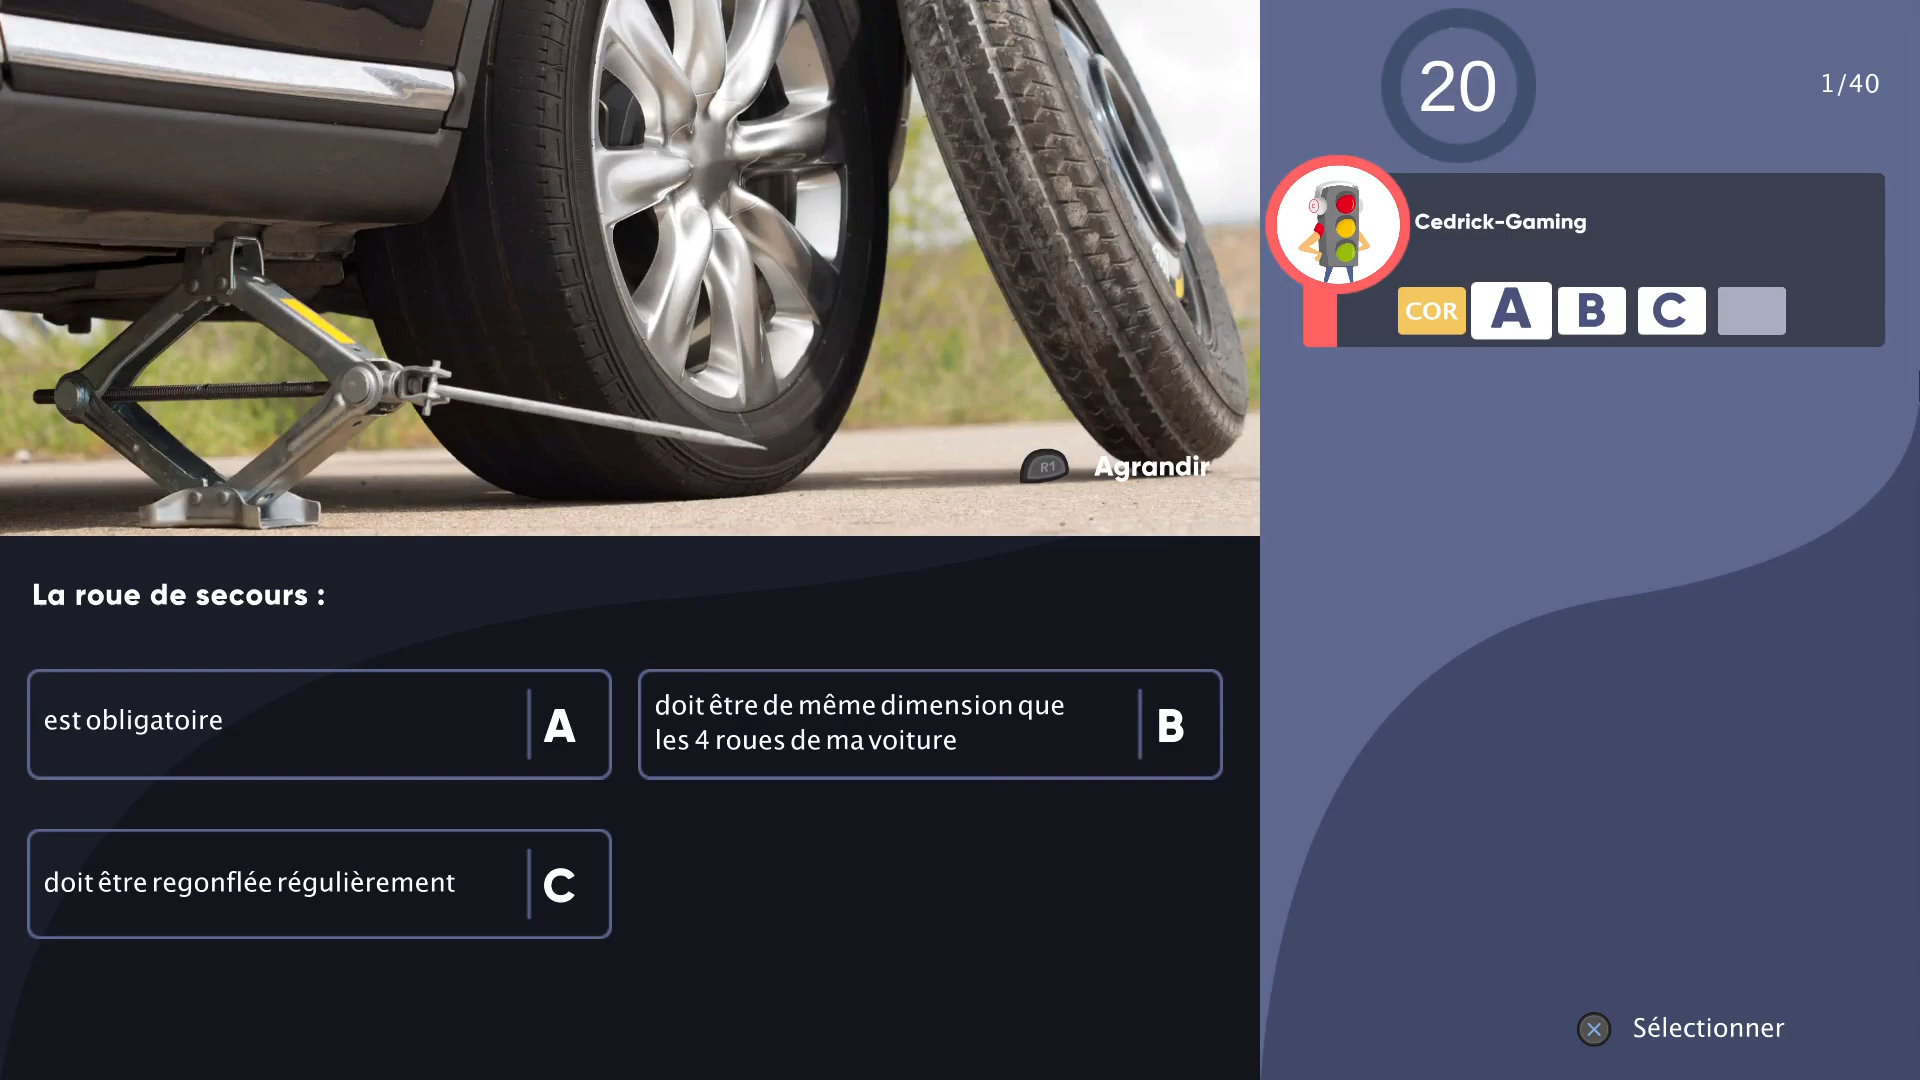 20
1/40
Cedrick-Gaming
COR A B C
R1 Agrandir
La roue de secours :
est obligatoire A
doit être de même dimension que
les 4 roues de ma voiture B
doit être regonflée régulièrement C
Sélectionner